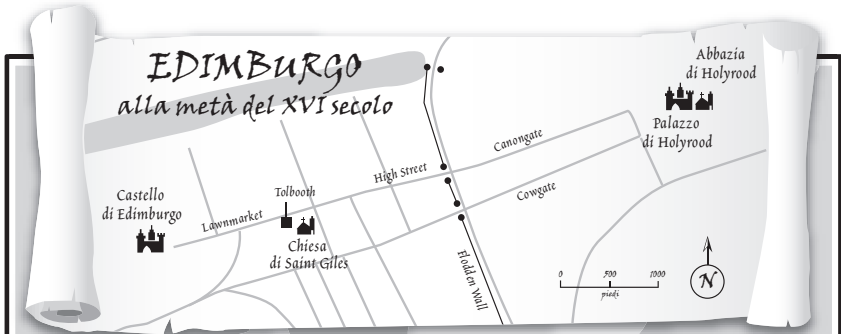 EDIMBURGO
alla metà del XVI secolo
Abbazia
di Holyrood
Palazzo
di Holyrood
Canongate
High Street
Cowgate
Castello
di Edimburgo
Lawnmarket
Tolbooth
Chiesa
di Saint Giles
Flodden Wall
0 500 1000
piedi
N